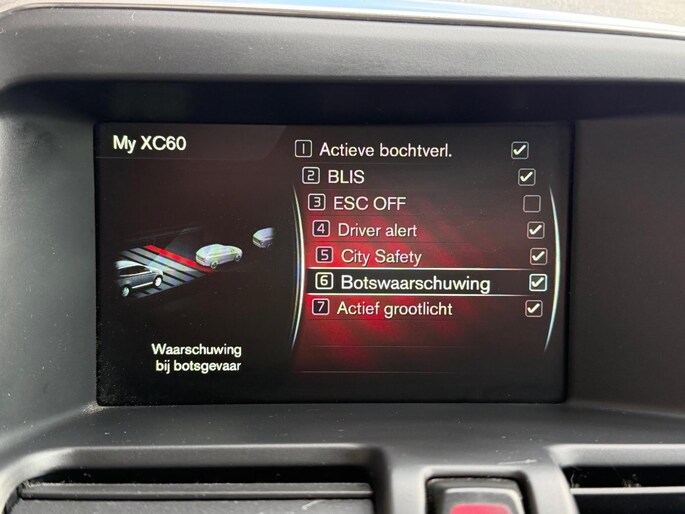 My XC60
1 Actieve bochtverl.
2 BLIS
3 ESC OFF
4 Driver alert
5 City Safety
6 Botswaarschuwing
7 Actief grootlicht
Waarschuwing
bij botsgevaar